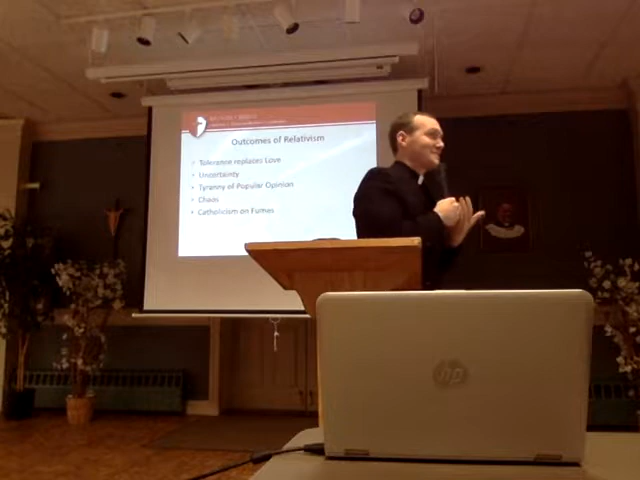 Outcomes of Relativism
Tolerance replaces Love
Uncertainty
Tyranny of Popular Opinion
Chaos
Catholicism on Fumes
hp